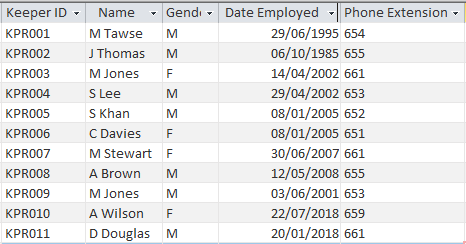 Keeper ID Name Gende Date Employed Phone Extension
KPR001 M Tawse M 29/06/1995 654
KPR002 J Thomas M 06/10/1985 655
KPR003 M Jones F 14/04/2002 661
KPR004 S Lee M 29/04/2002 653
KPR005 S Khan M 08/01/2005 652
KPR006 C Davies F 08/01/2005 651
KPR007 M Stewart F 30/06/2007 661
KPR008 A Brown M 12/05/2008 655
KPR009 M Jones M 03/06/2001 653
KPR010 A Wilson F 22/07/2018 659
KPR011 D Douglas M 20/01/2018 661